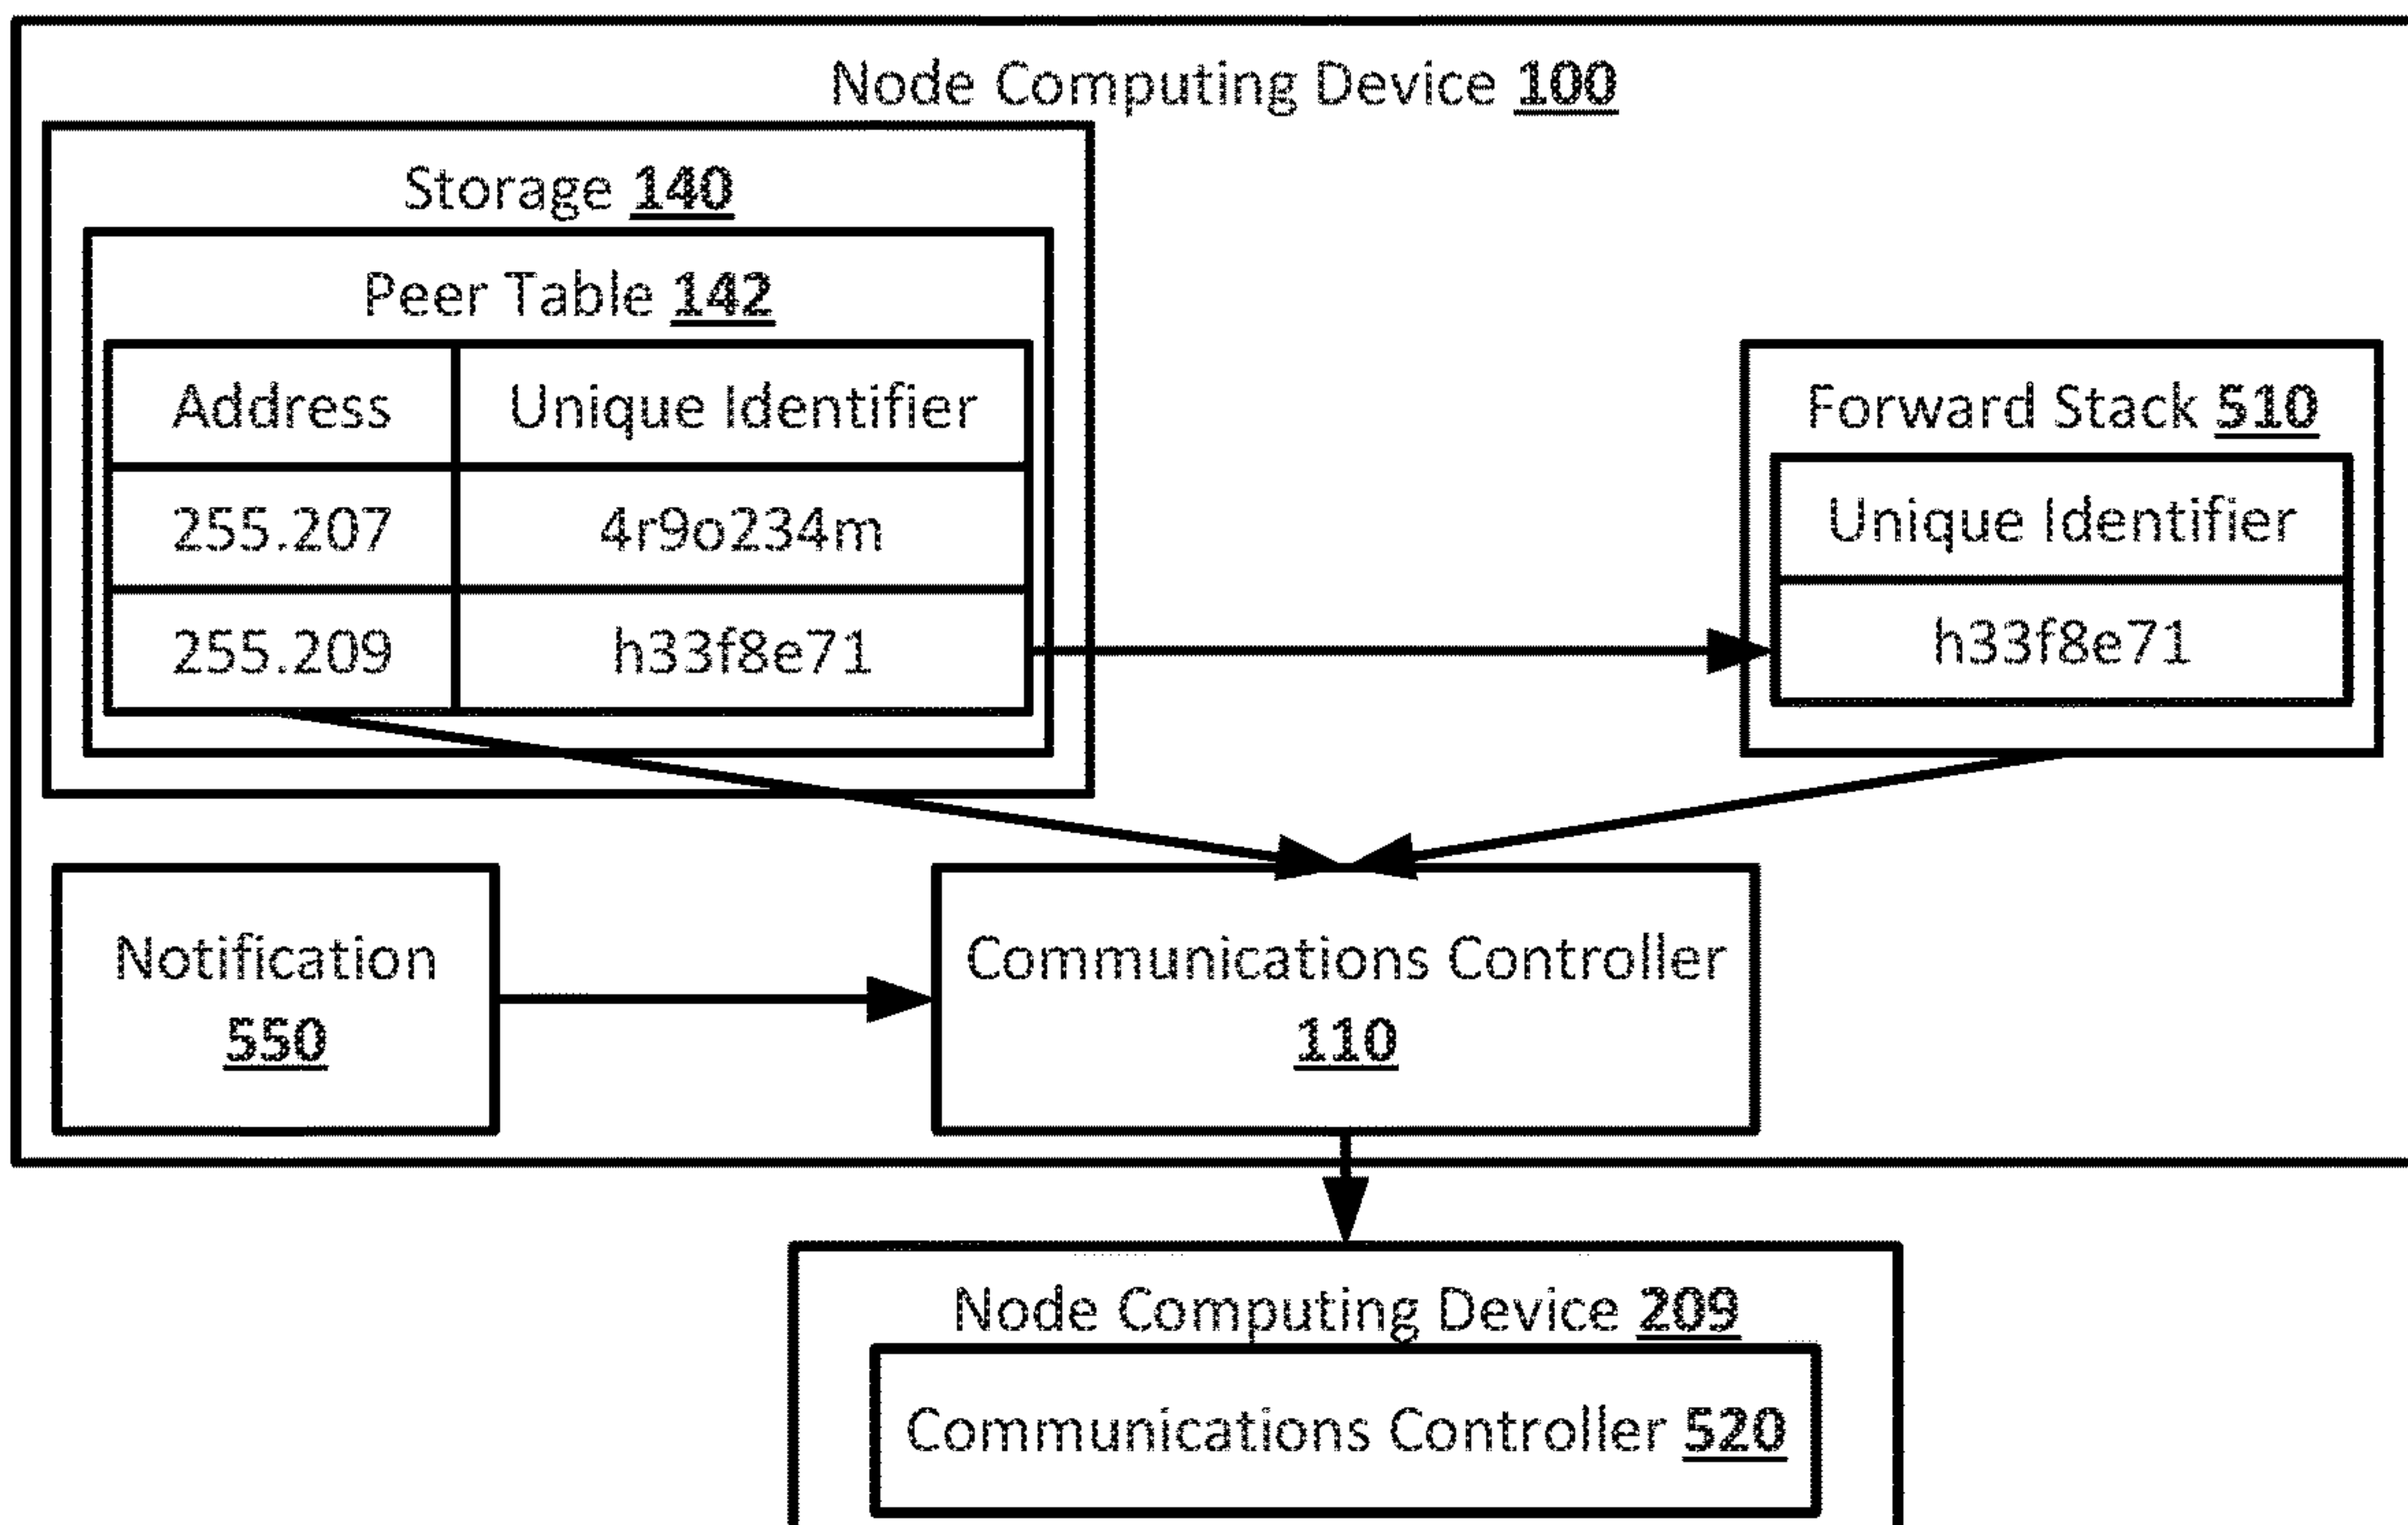 Node Computing Device 100
Storage 140
Peer Table 142
Address Unique Identifier
255.207 4r9o234m
255.209 h33f8e71
Forward Stack 510
Unique Identifier
h33f8e71
Notification
550
Communications Controller
110
Node Computing Device 209
Communications Controller 520